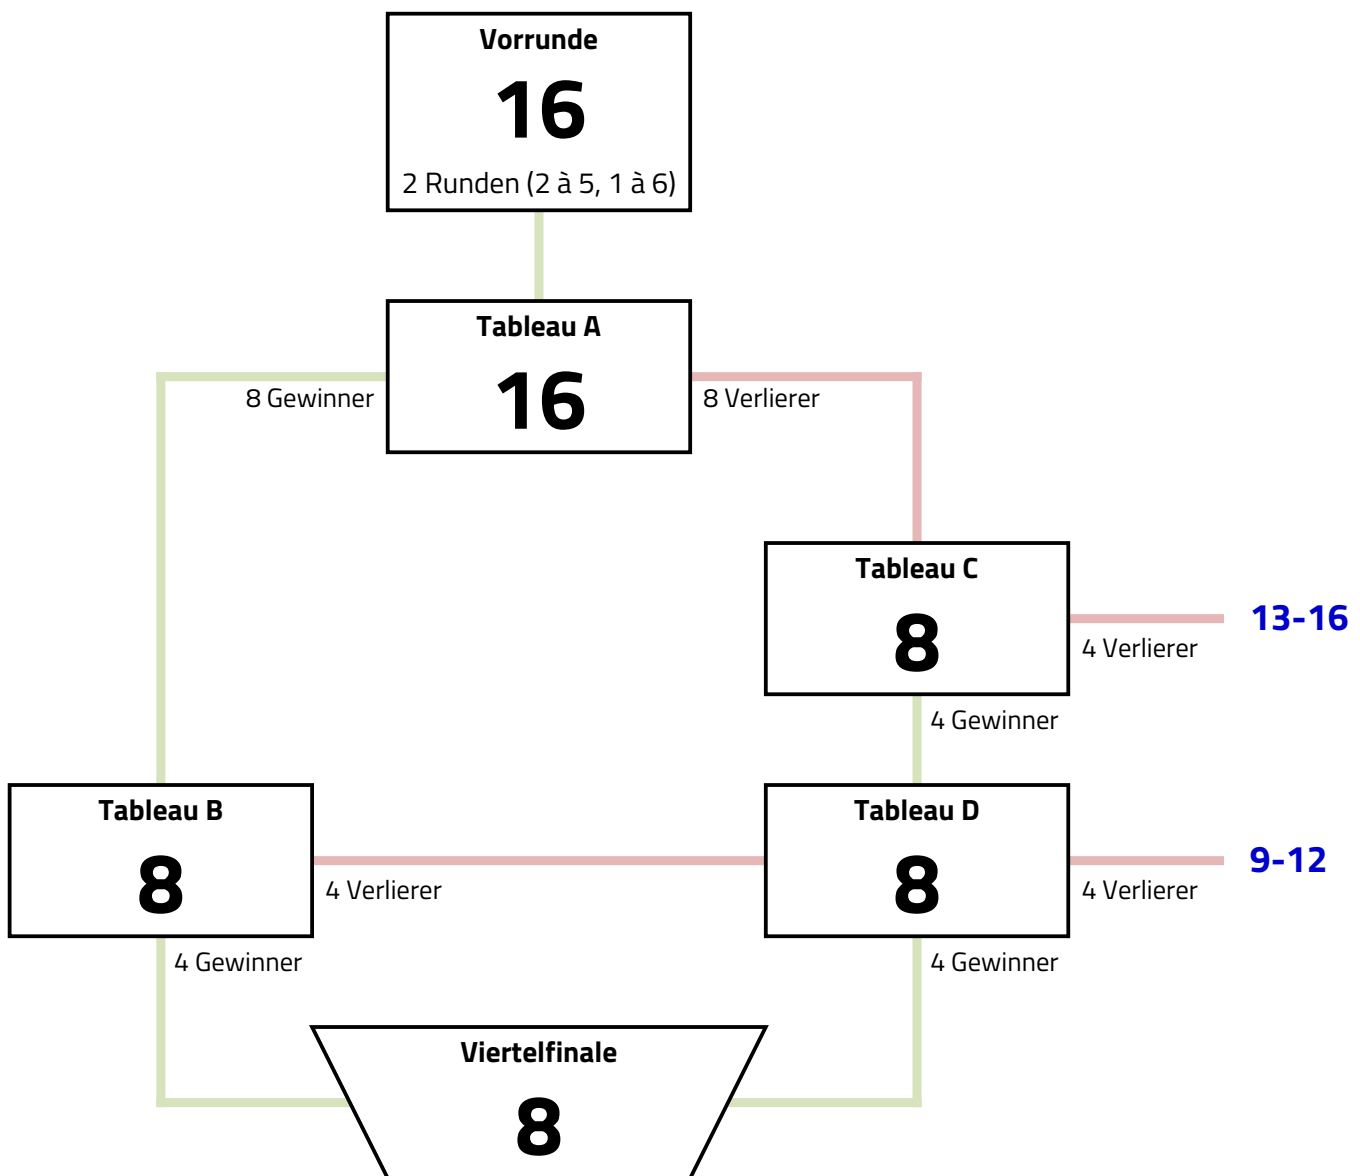 Vorrunde
16
2 Runden (2 à 5, 1 à 6)
Tableau A
16
8 Gewinner
8 Verlierer
Tableau C
8
13-16
4 Verlierer
4 Gewinner
Tableau B
8
4 Verlierer
4 Gewinner
Tableau D
8
9-12
4 Verlierer
4 Gewinner
Viertelfinale
8